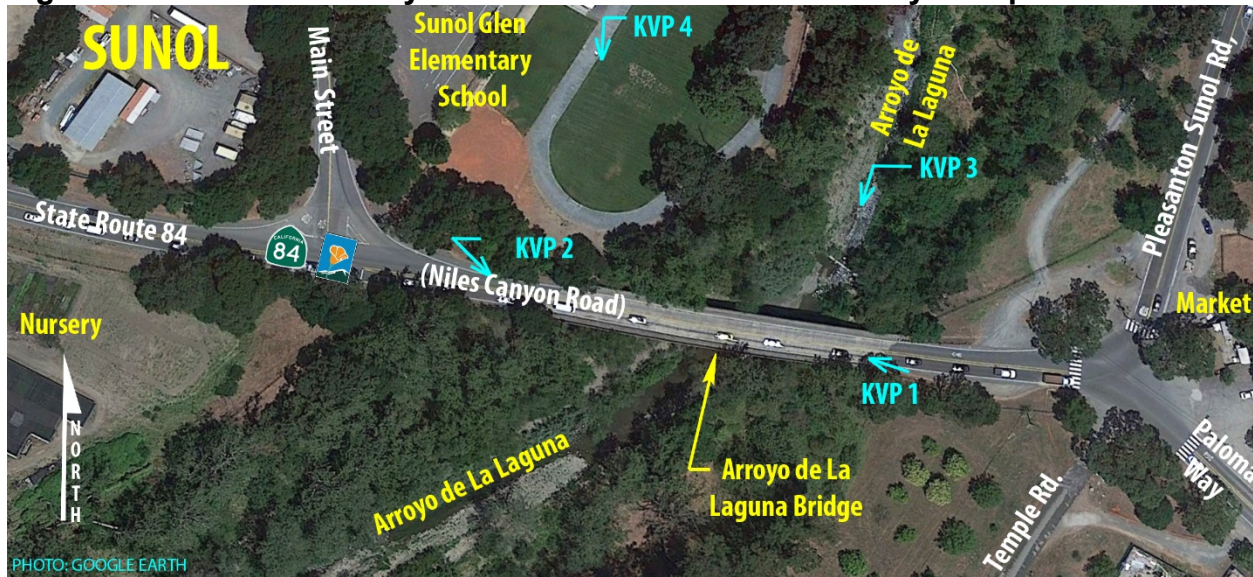 SUNOL
Main Street
Sunol Glen
Elementary
School
KVP 4
Arroyo de
La Laguna
Pleasanton Sunol Rd,
KVP 3
State Route 84
CALIFORNIA
84
KVP 2
(Niles Canyon Road)
Market
Nursery
KVP 1
NORTH
Arroyo de La Laguna
Arroyo de La
Laguna Bridge
Temple Rd.
Paloma
Way
PHOTO: GOOGLE EARTH